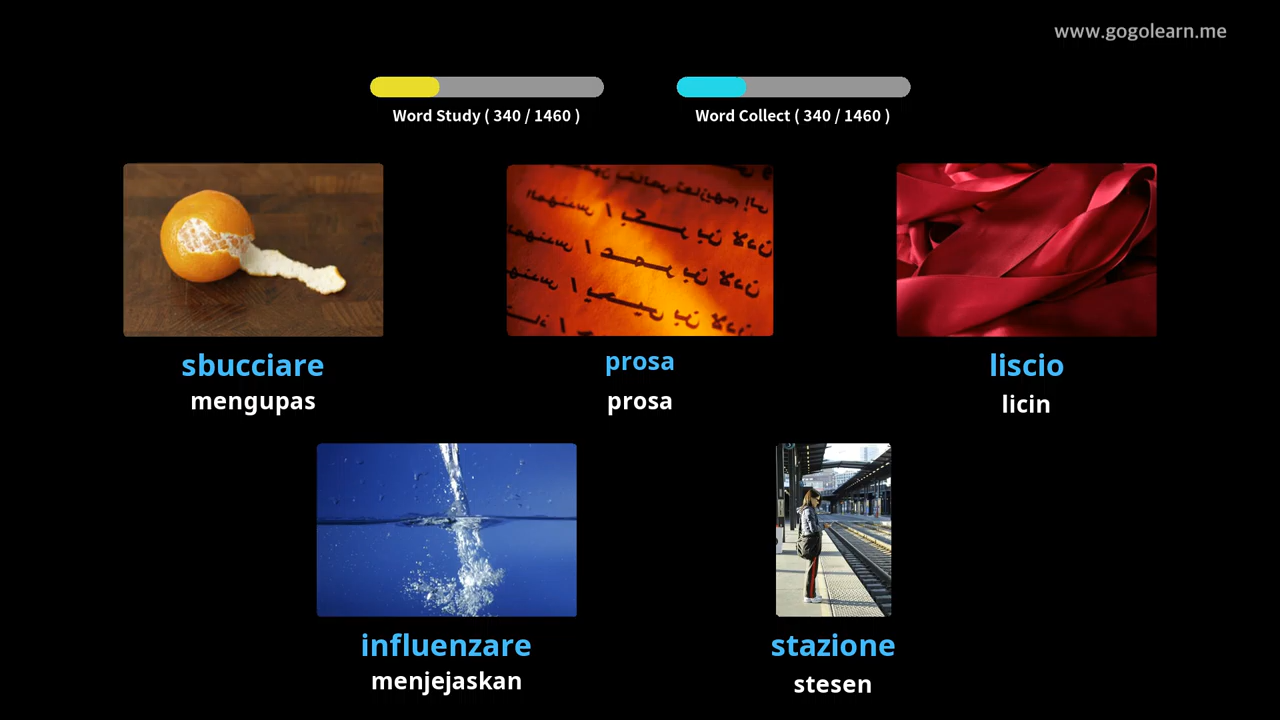 www.gogolearn.me
Word Study ( 340 / 1460 )
Word Collect ( 340 / 1460 )
sbucciare
mengupas
prosa
prosa
liscio
licin
influenzare
menjejaskan
stazione
stesen